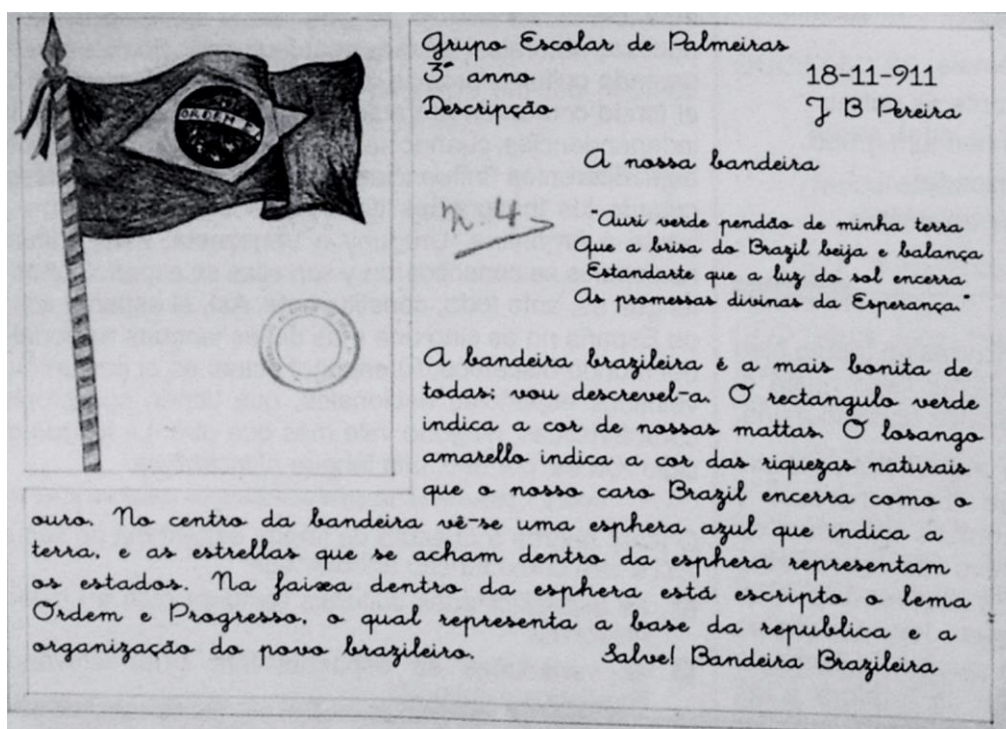 ORDEM E
Grupo Escolar de Palmeiras
3º anno 18-11-911
Descripção J B Pereira
A nossa bandeira
n. 4
"Auri verde pendão de minha terra
Que a brisa do Brazil beija e balança
Estandarte que a luz do sol encerra
As promessas divinas da Esperança."
A bandeira brazileira é a mais bonita de
todas: vou descrevel-a. O rectangulo verde
indica a cor de nossas mattas. O losango
amarello indica a cor das riquezas naturais
que o nosso caro Brazil encerra como o
ouro. No centro da bandeira vê-se uma esphera azul que indica a
terra, e as estrellas que se acham dentro da esphera representam
os estados. Na faixa dentro da esphera está escripto o lema
Ordem e Progresso, o qual representa a base da republica e a
organização do povo brazileiro. Salve! Bandeira Brazileira